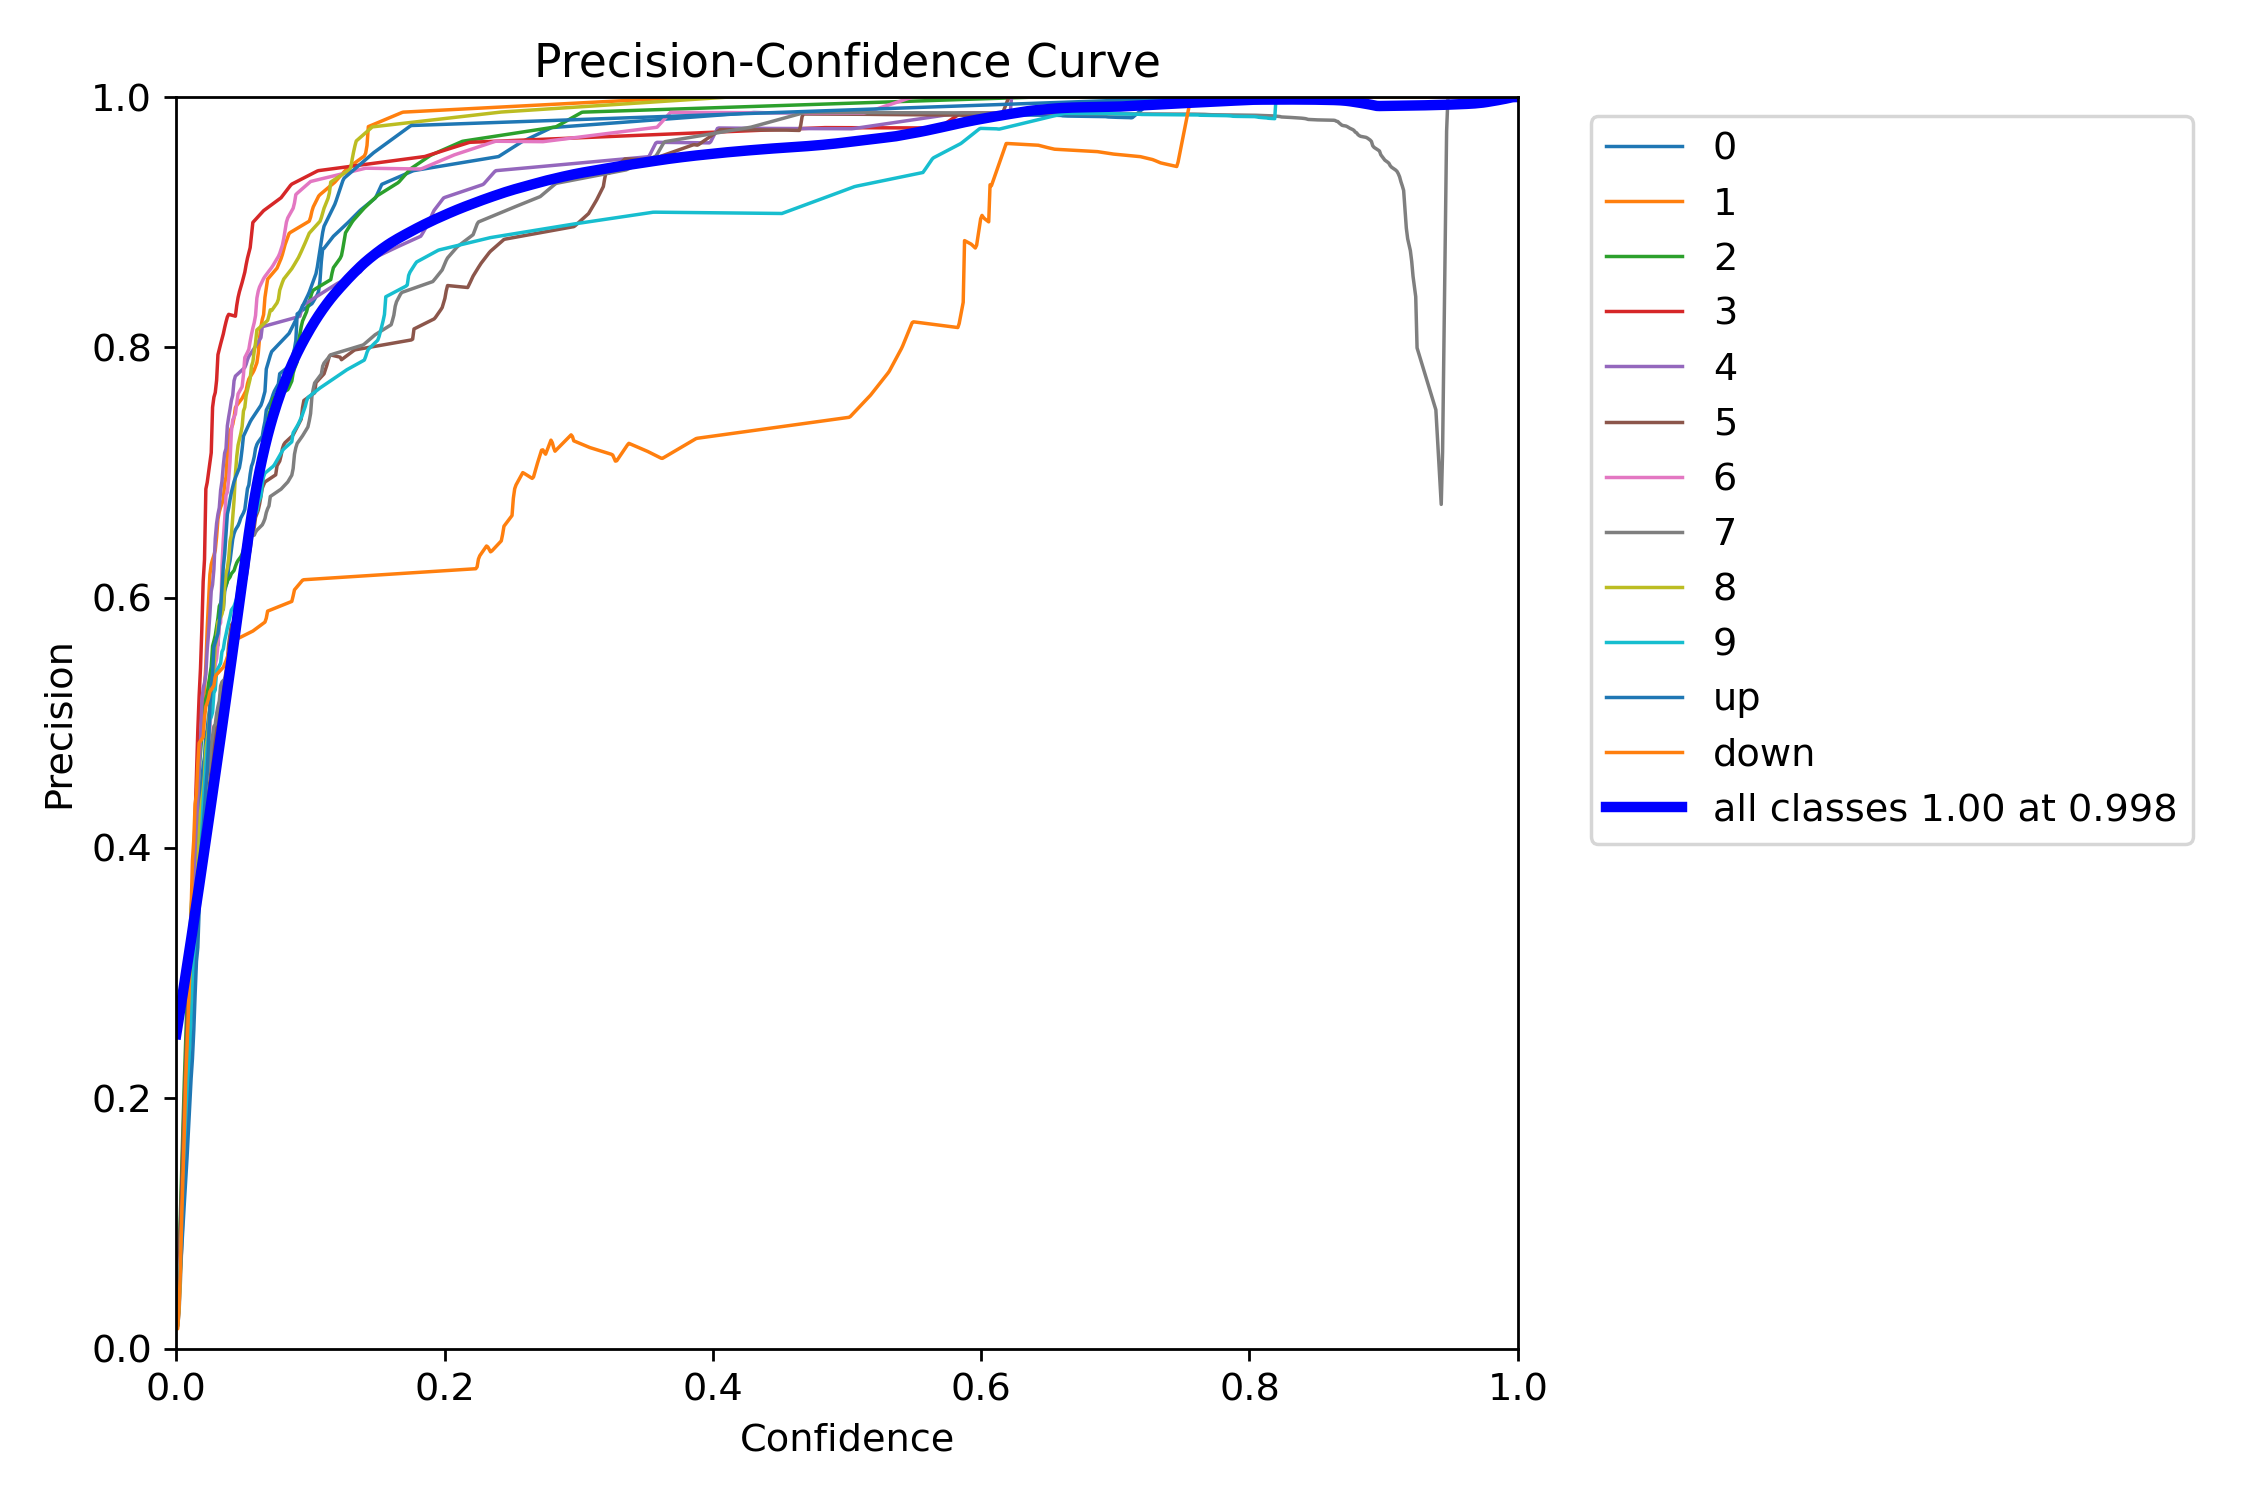 Precision-Confidence Curve
1.0
0.8
0.6
0.4
0.2
0.0
Precision
0.0 0.2 0.4 0.6 0.8 1.0
Confidence
0
1
2
3
4
5
6
7
8
9
up
down
all classes 1.00 at 0.998